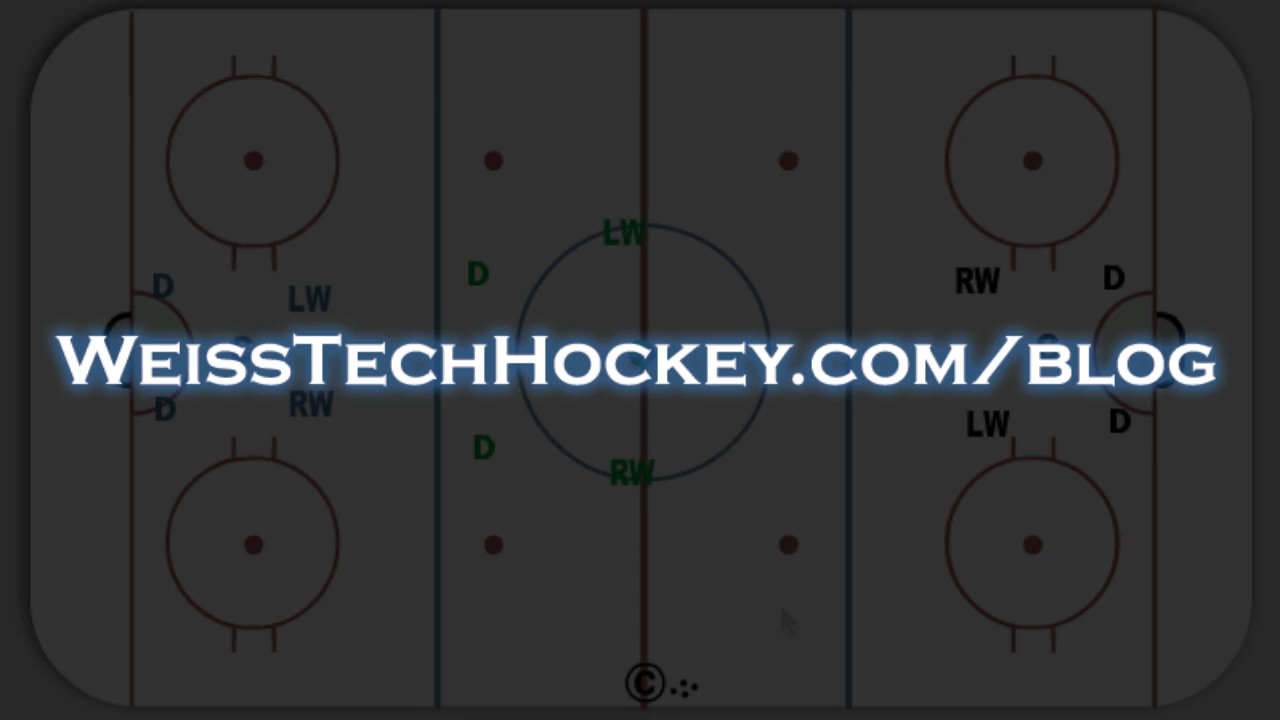 LW
D
RW D
D LW
WeissTechHockey.com/blog
D RW
LW D
D
RW
C